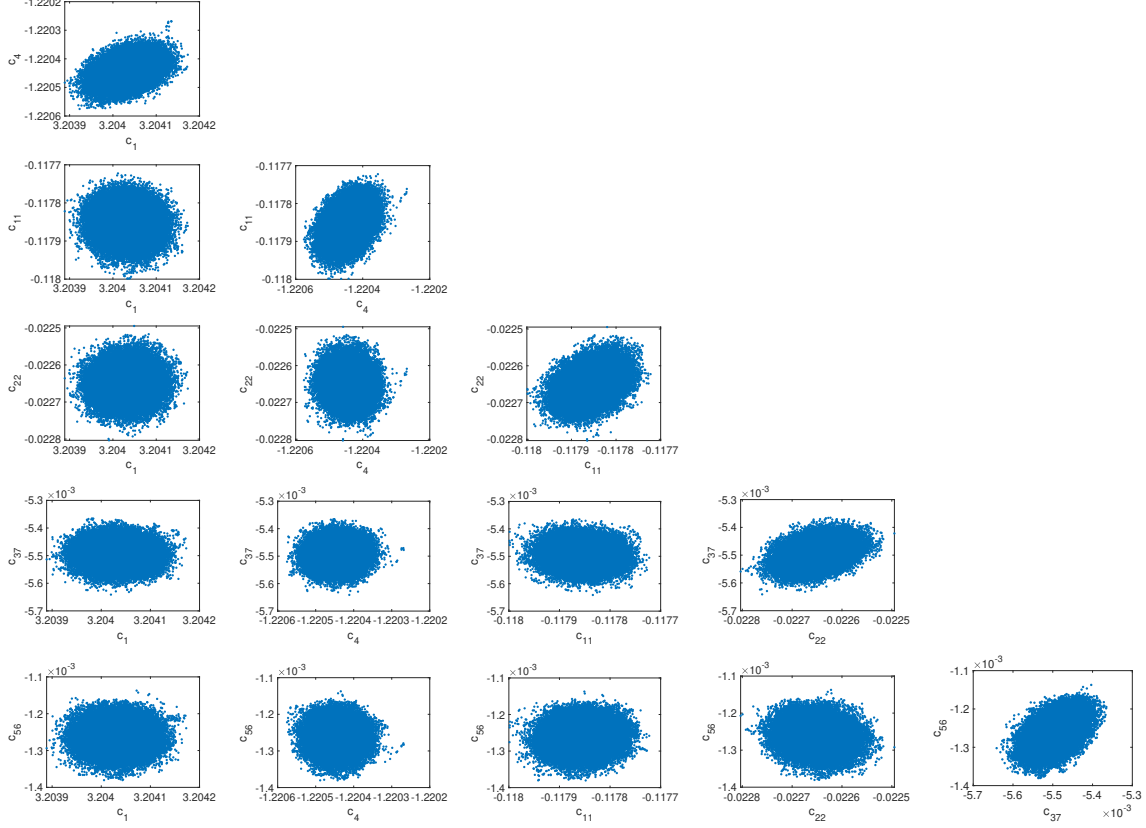 -1.2202
-1.2203
-1.2204
-1.2205
-1.2206
c4
3.2039 3.204 3.2041 3.2042
c1
-0.1177 -0.1177
-0.1178 -0.1178
-0.1179 -0.1179
-0.118 -0.118
c11 c11
3.2039 3.204 3.2041 3.2042 -1.2206 -1.2204 -1.2202
c1 c4
-0.0225 -0.0225 -0.0225
-0.0226 -0.0226 -0.0226
-0.0227 -0.0227 -0.0227
-0.0228 -0.0228 -0.0228
c22 c22 c22
3.2039 3.204 3.2041 3.2042 -1.2206 -1.2204 -1.2202 -0.118 -0.1179 -0.1178 -0.1177
c1 c4 c11
×10-3 ×10-3 ×10-3 ×10-3
-5.3 -5.3 -5.3 -5.3
-5.4 -5.4 -5.4 -5.4
-5.5 -5.5 -5.5 -5.5
-5.6 -5.6 -5.6 -5.6
-5.7 -5.7 -5.7 -5.7
c37 c37 c37 c37
3.2039 3.204 3.2041 3.2042 -1.2206 -1.2205 -1.2204 -1.2203 -1.2202 -0.118 -0.1179 -0.1178 -0.1177 -0.0228 -0.0227 -0.0226 -0.0225
c1 c4 c11 c22
×10-3 ×10-3 ×10-3 ×10-3 ×10-3
-1.1 -1.1 -1.1 -1.1 -1.1
-1.2 -1.2 -1.2 -1.2 -1.2
-1.3 -1.3 -1.3 -1.3 -1.3
-1.4 -1.4 -1.4 -1.4 -1.4
c56 c56 c56 c56 c56
3.2039 3.204 3.2041 3.2042 -1.2206 -1.2205 -1.2204 -1.2203 -1.2202 -0.118 -0.1179 -0.1178 -0.1177 -0.0228 -0.0227 -0.0226 -0.0225 -5.7 -5.6 -5.5 -5.4 -5.3
c1 c4 c11 c22 c37 ×10-3